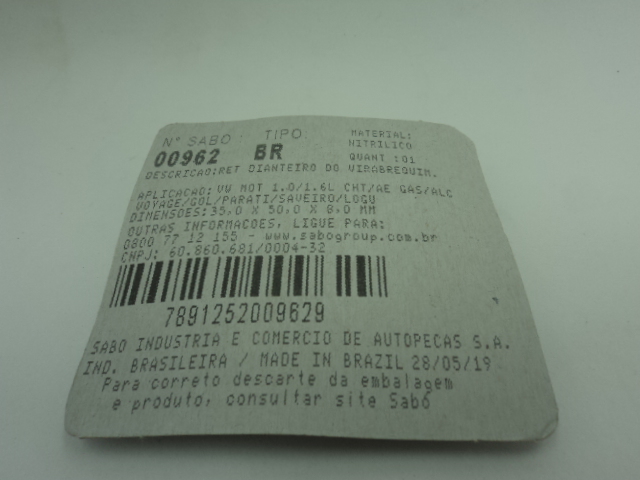 Nº SABO TIPO MATERIAL:
00962 BR NITRILICO
QUANT :01
DESCRICAO:RET DIANTEIRO DO VIRABREQUIM.
APLICACAO: VW MOT 1.0/1.6L CHT/AE GAS/ALC
VOYAGE/GOL/PARATI/SAVEIRO/LOGU
DIMENSOES:35,0 X 50,0 X 8,0 MM
OUTRAS INFORMACOES, LIGUE PARA:
0800 77 12 155 - www.sabogroup.com.br
CNPJ: 60.860.681/0004-32
7891252009629
SABO INDUSTRIA E COMERCIO DE AUTOPECAS S.A.
IND. BRASILEIRA / MADE IN BRAZIL 28/05/19
Para correto descarte da embalagem
e produto, consultar site Sabó